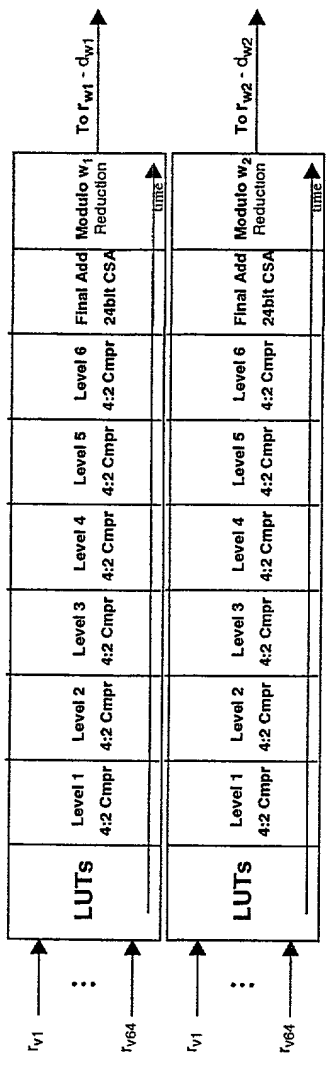 r_v1
⋮
r_v64
LUTs
Level 1
4:2 Cmpr
Level 2
4:2 Cmpr
Level 3
4:2 Cmpr
Level 4
4:2 Cmpr
Level 5
4:2 Cmpr
Level 6
4:2 Cmpr
Final Add
24bit CSA
Modulo w₁
Reduction
time
To r_w1 - d_w1
r_v1
⋮
r_v64
LUTs
Level 1
4:2 Cmpr
Level 2
4:2 Cmpr
Level 3
4:2 Cmpr
Level 4
4:2 Cmpr
Level 5
4:2 Cmpr
Level 6
4:2 Cmpr
Final Add
24bit CSA
Modulo w₂
Reduction
time
To r_w2 - d_w2